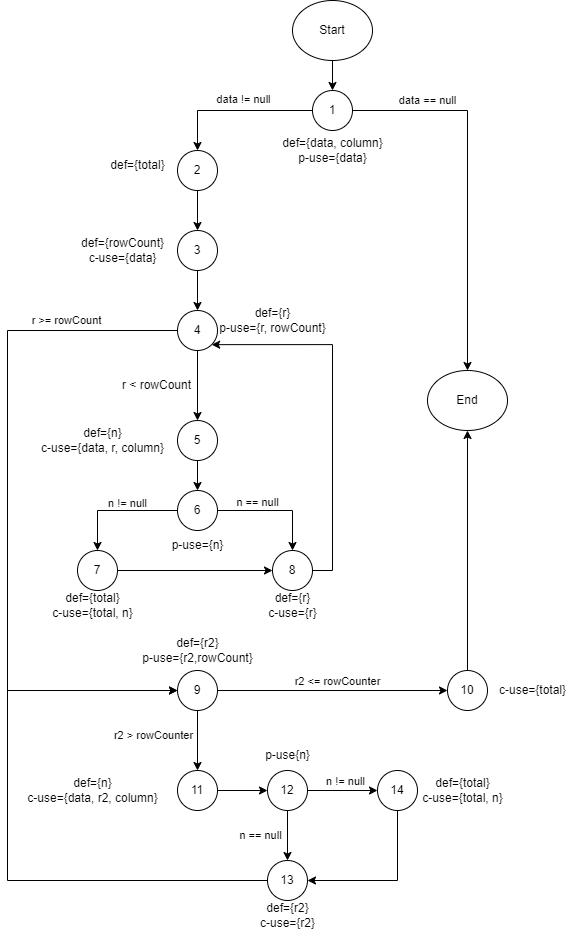 Start
data != null
data == null
1
def={data, column}
p-use={data}
def={total}
2
def={rowCount}
c-use={data}
3
def={r}
p-use={r, rowCount}
r >= rowCount
4
r < rowCount
End
def={n}
c-use={data, r, column}
5
n != null
6
n == null
p-use={n}
7
8
def={total}
c-use={total, n}
def={r}
c-use={r}
def={r2}
p-use={r2,rowCount}
9
r2 <= rowCounter
10
c-use={total}
r2 > rowCounter
p-use{n}
def={n}
c-use={data, r2, column}
11
12
n != null
14
def={total}
c-use={total, n}
n == null
13
def={r2}
c-use={r2}